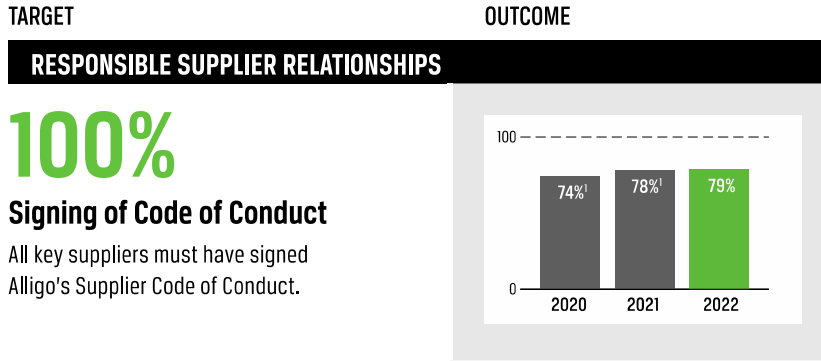 TARGET
OUTCOME
RESPONSIBLE SUPPLIER RELATIONSHIPS
100%
Signing of Code of Conduct
All key suppliers must have signed
Alligo's Supplier Code of Conduct.
100
74%¹ 78%¹ 79%
0
2020 2021 2022